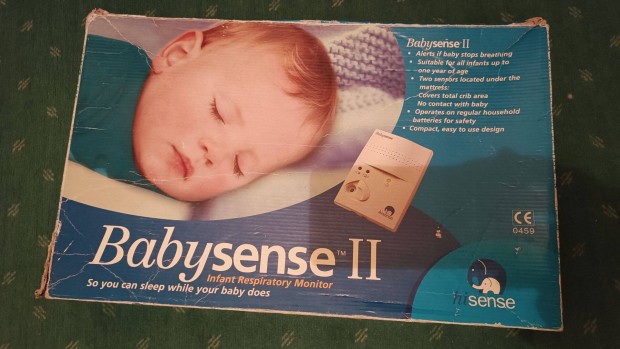 Babysense II
• Alerts if baby stops breathing
• Suitable for all infants up to
one year of age
• Two sensors located under the
mattress:
Covers total crib area
No contact with baby
• Operates on regular household
batteries for safety
• Compact, easy to use design
CE
0459
Babysense™ II
Infant Respiratory Monitor
So you can sleep while your baby does
hisense